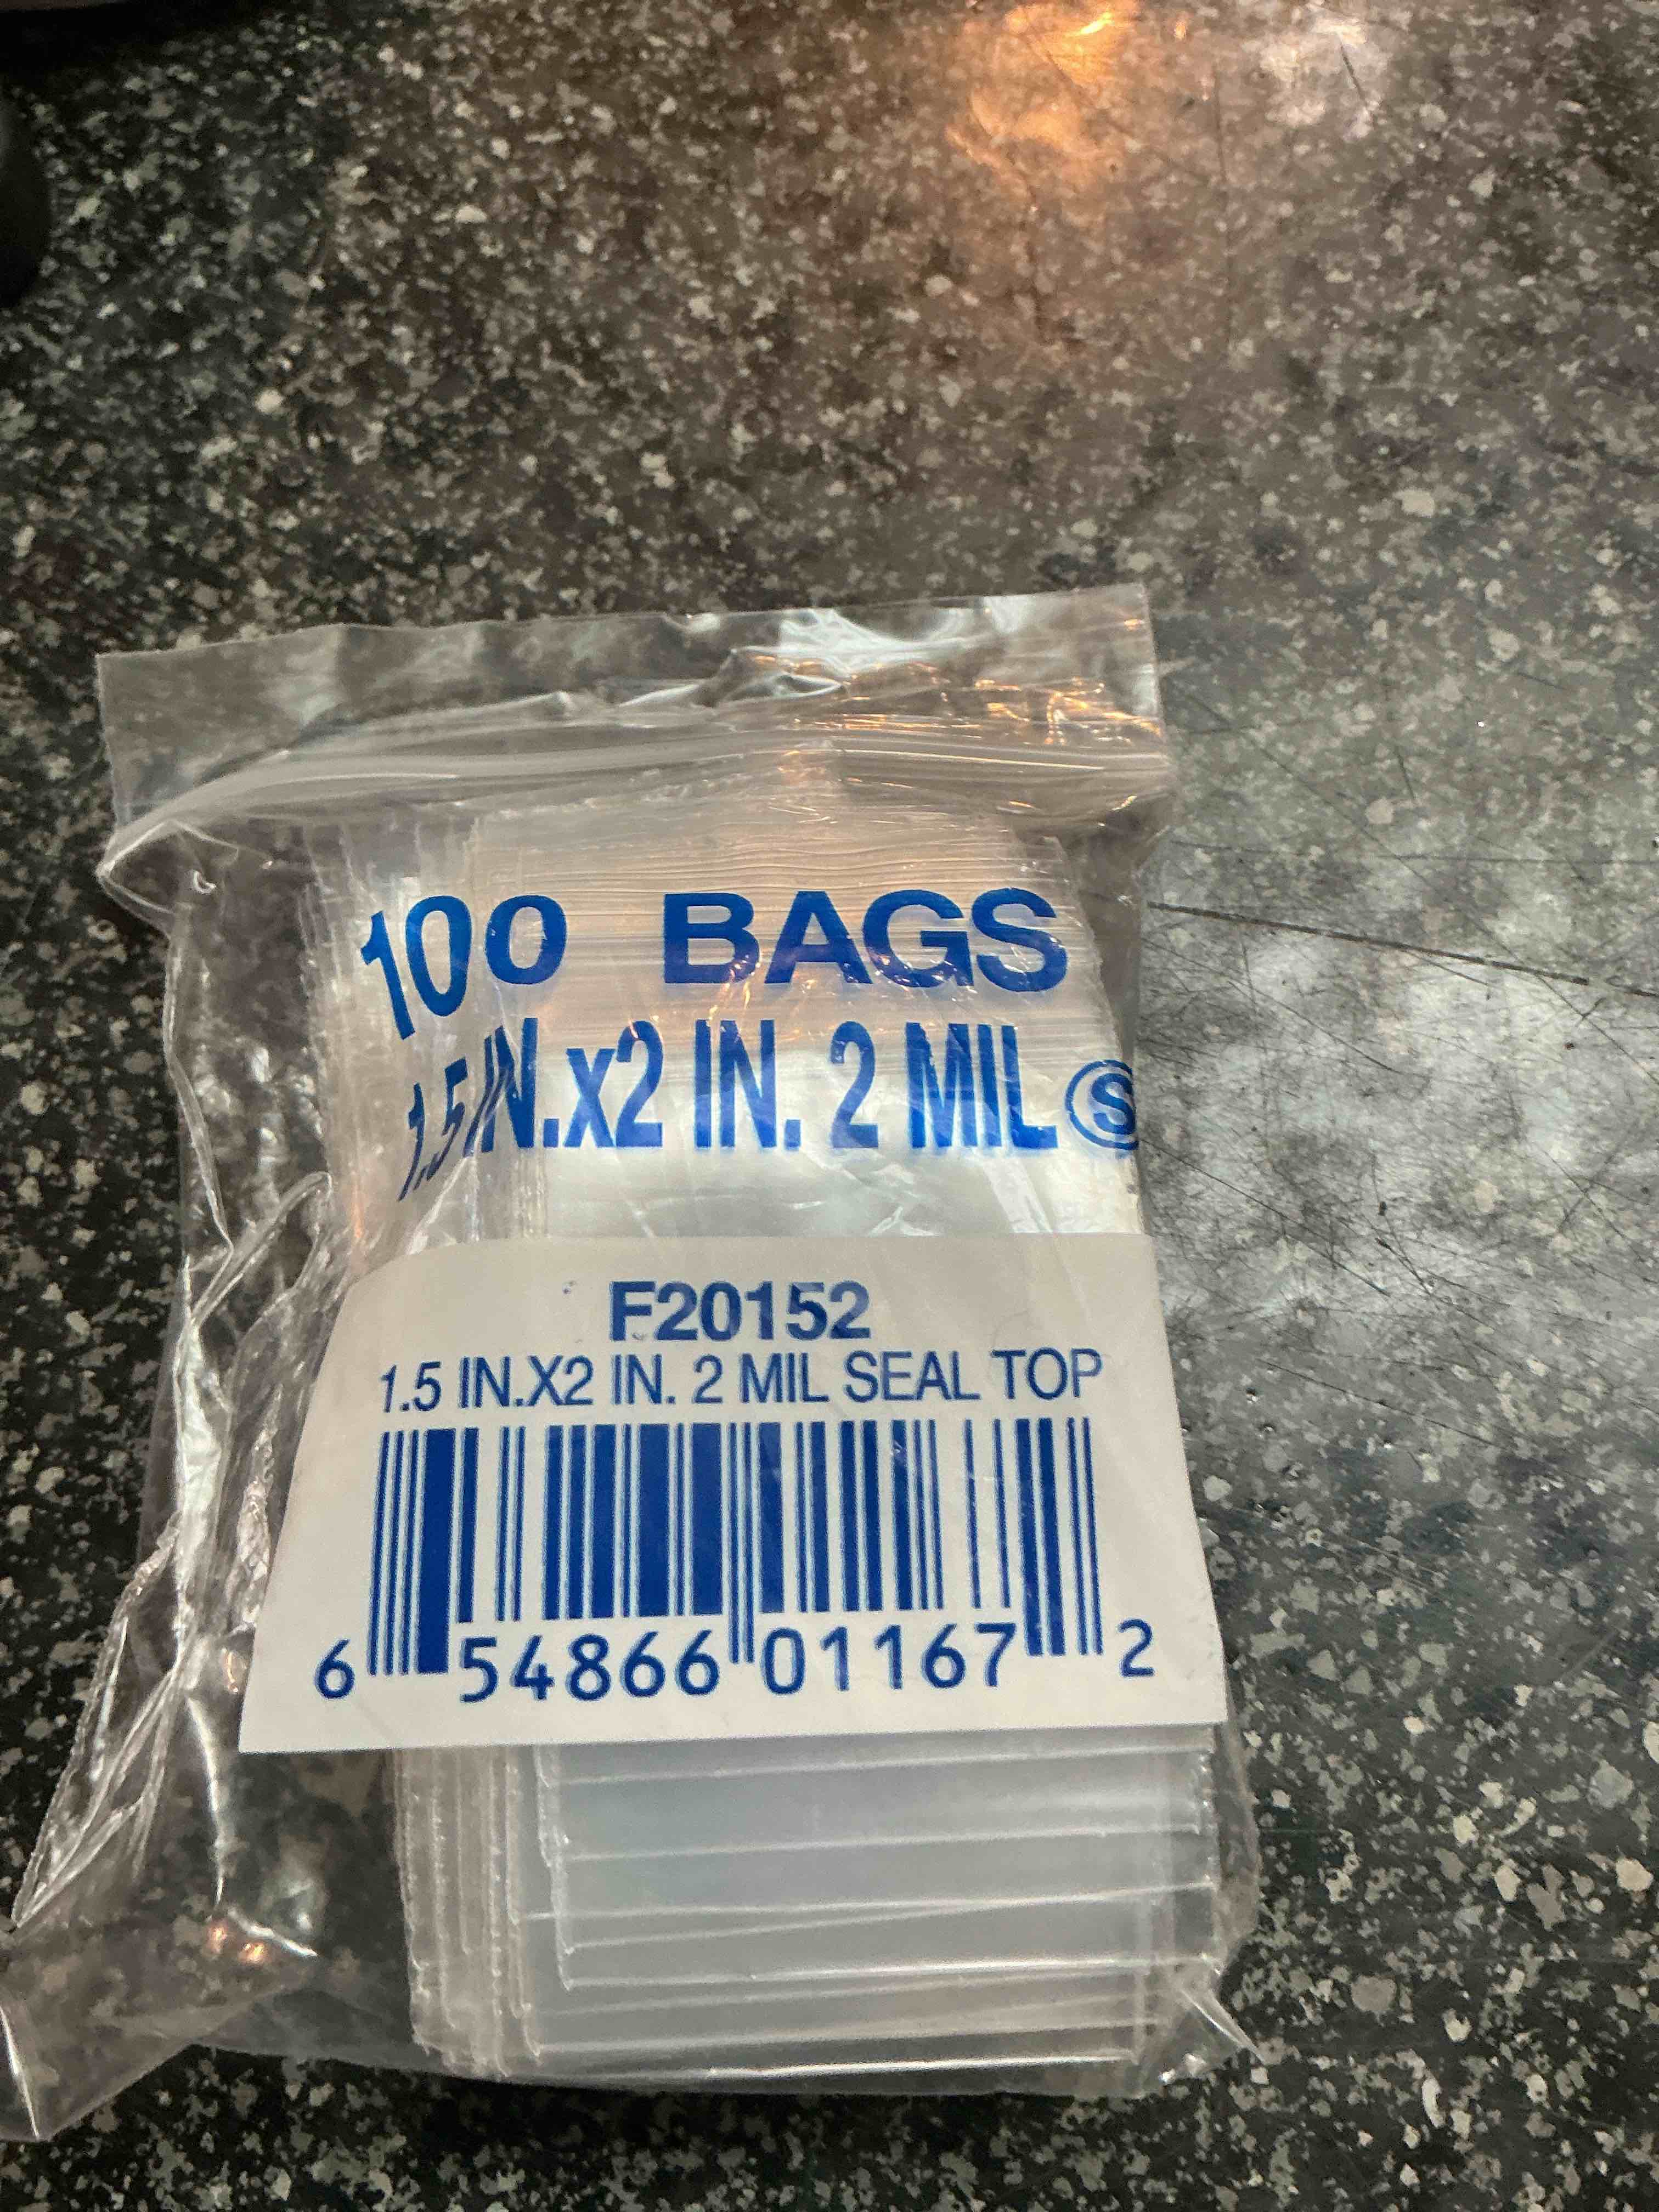 100 BAGS
1.5 IN.x2 IN. 2 MIL Ⓢ
F20152
1.5 IN.X2 IN. 2 MIL SEAL TOP
6 54866 01167 2